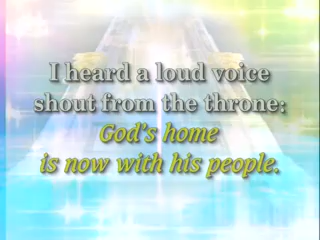 I heard a loud voice
shout from the throne:
God's home
is now with his people.